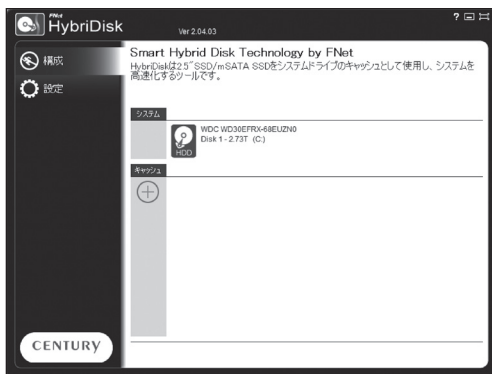 FNet
HybriDisk
Ver 2.04.03
?
構成
設定
Smart Hybrid Disk Technology by FNet
HybriDiskは2.5"SSD/mSATA SSDをシステムドライブのキャッシュとして使用し、システムを
高速化するツールです。
システム
WDC WD30EFRX-68EUZN0
Disk 1 - 2.73T (C:)
HDD
キャッシュ
CENTURY